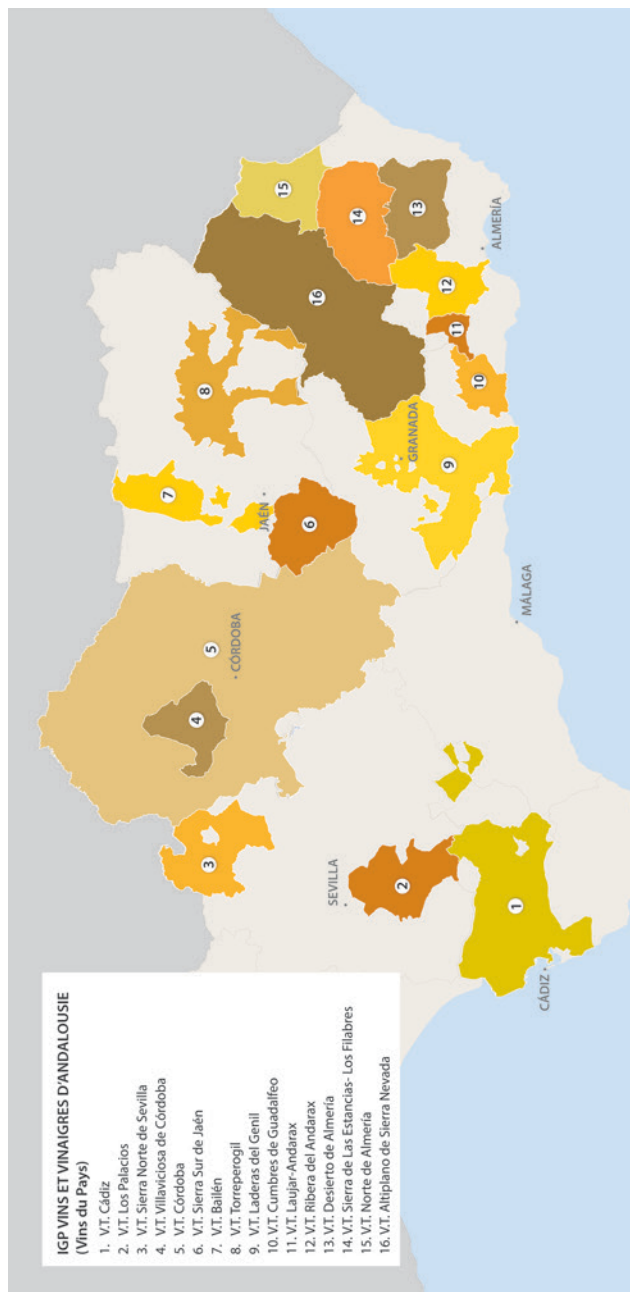 IGP VINS ET VINAIGRES D'ANDALOUSIE
(Vins du Pays)
1. V.T. Cádiz
2. V.T. Los Palacios
3. V.T. Sierra Norte de Sevilla
4. V.T. Villaviciosa de Córdoba
5. V.T. Córdoba
6. V.T. Sierra Sur de Jaén
7. V.T. Bailén
8. V.T. Torreperogil
9. V.T. Laderas del Genil
10. V.T. Cumbres de Guadalfeo
11. V.T. Laujar-Andarax
12. V.T. Ribera del Andarax
13. V.T. Desierto de Almería
14. V.T. Sierra de Las Estancias- Los Filabres
15. V.T. Norte de Almería
16. V.T. Altiplano de Sierra Nevada
5
7
4
8
CÓRDOBA
3
JAÉN
15
6
16
SEVILLA
14
2
GRANADA
13
12
11
9
10
ALMERÍA
1
MÁLAGA
CÁDIZ